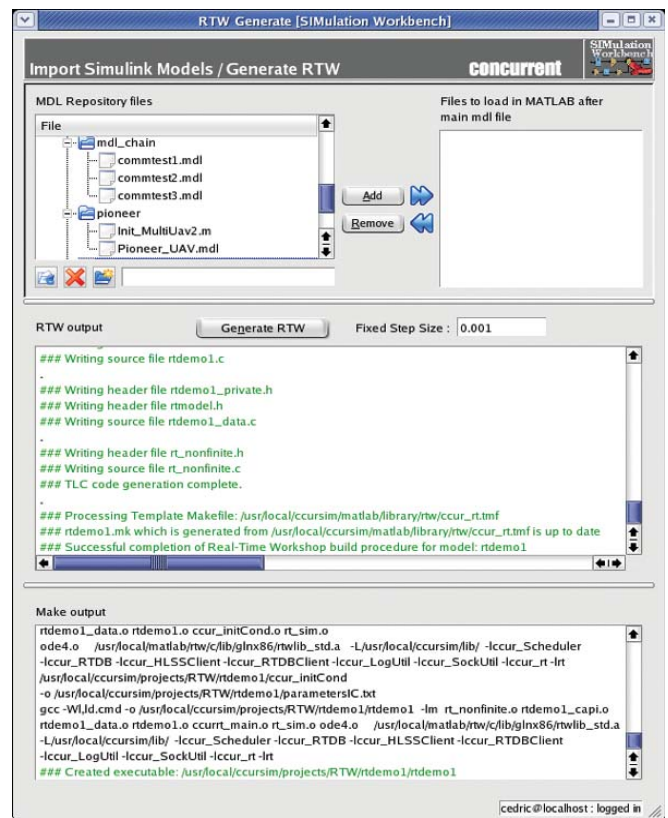 RTW Generate [SIMulation Workbench]
SIMulation
Workbench
Import Simulink Models / Generate RTW
concurrent
MDL Repository files
Files to load in MATLAB after
main mdl file
File
mdl_chain
commtest1.mdl
commtest2.mdl
commtest3.mdl
pioneer
Init_MultiUav2.m
Pioneer_UAV.mdl
Add
Remove
RTW output
Generate RTW
Fixed Step Size : 0.001
### Writing source file rtdemo1.c
.
### Writing header file rtdemo1_private.h
### Writing header file rtmodel.h
### Writing source file rtdemo1_data.c
.
### Writing header file rt_nonfinite.h
### Writing source file rt_nonfinite.c
### TLC code generation complete.
.
### Processing Template Makefile: /usr/local/ccursim/matlab/library/rtw/ccur_rt.tmf
### rtdemo1.mk which is generated from /usr/local/ccursim/matlab/library/rtw/ccur_rt.tmf is up to date
### Successful completion of Real-Time Workshop build procedure for model: rtdemo1
Make output
rtdemo1_data.o rtdemo1.o ccur_initCond.o rt_sim.o
ode4.o /usr/local/matlab/rtw/c/lib/glnx86/rtwlib_std.a -L/usr/local/ccursim/lib/ -lccur_Scheduler
-lccur_RTDB -lccur_HLSSClient -lccur_RTDBClient -lccur_LogUtil -lccur_SockUtil -lccur_rt -lrt
/usr/local/ccursim/projects/RTW/rtdemo1/ccur_initCond
-o /usr/local/ccursim/projects/RTW/rtdemo1/parametersIC.txt
gcc -Wl,ld.cmd -o /usr/local/ccursim/projects/RTW/rtdemo1/rtdemo1 -lm rt_nonfinite.o rtdemo1_capi.o
rtdemo1_data.o rtdemo1.o ccurrt_main.o rt_sim.o ode4.o /usr/local/matlab/rtw/c/lib/glnx86/rtwlib_std.a
-L/usr/local/ccursim/lib/ -lccur_Scheduler -lccur_RTDB -lccur_HLSSClient -lccur_RTDBClient
-lccur_LogUtil -lccur_SockUtil -lccur_rt -lrt
### Created executable: /usr/local/ccursim/projects/RTW/rtdemo1/rtdemo1
cedric@localhost : logged in